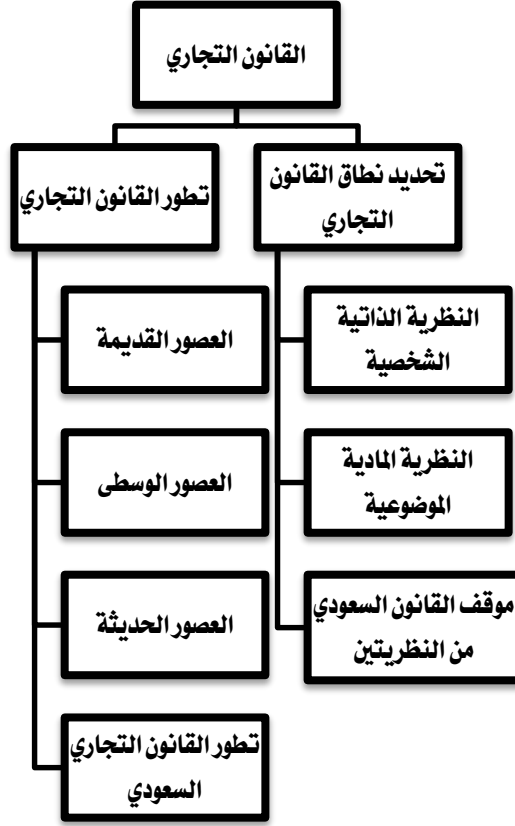 القانون التجاري
تحديد نطاق القانون
التجاري
النظرية الذاتية
الشخصية
النظرية المادية
الموضوعية
موقف القانون السعودي
من النظريتين
تطور القانون التجاري
العصور القديمة
العصور الوسطى
العصور الحديثة
تطور القانون التجاري
السعودي